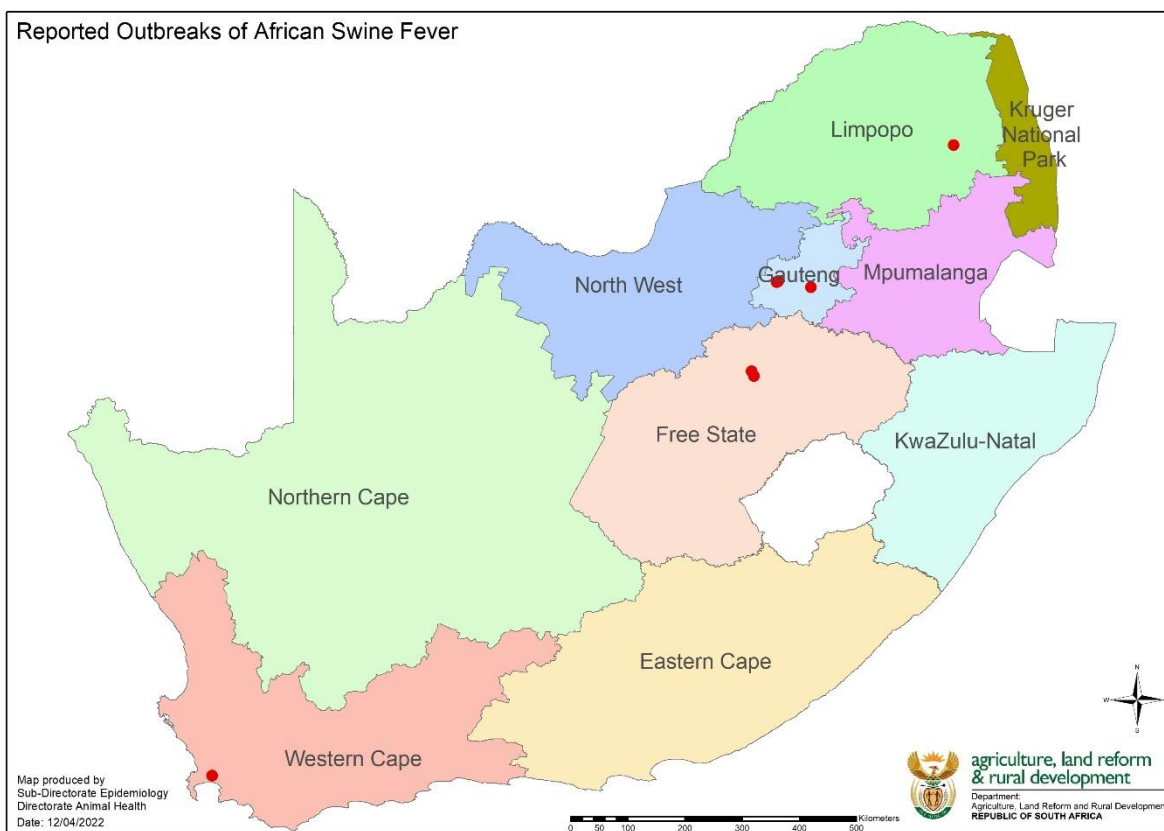 Reported Outbreaks of African Swine Fever
Limpopo
Kruger
National
Park
North West
Gauteng
Mpumalanga
Free State
KwaZulu-Natal
Northern Cape
Eastern Cape
Western Cape
N
W
S
Map produced by
Sub-Directorate Epidemiology
Directorate Animal Health
Date: 12/04/2022
Kilometers
0 50 100 200 300 400 500
agriculture, land reform
& rural development
Department:
Agriculture, Land Reform and Rural Development
REPUBLIC OF SOUTH AFRICA